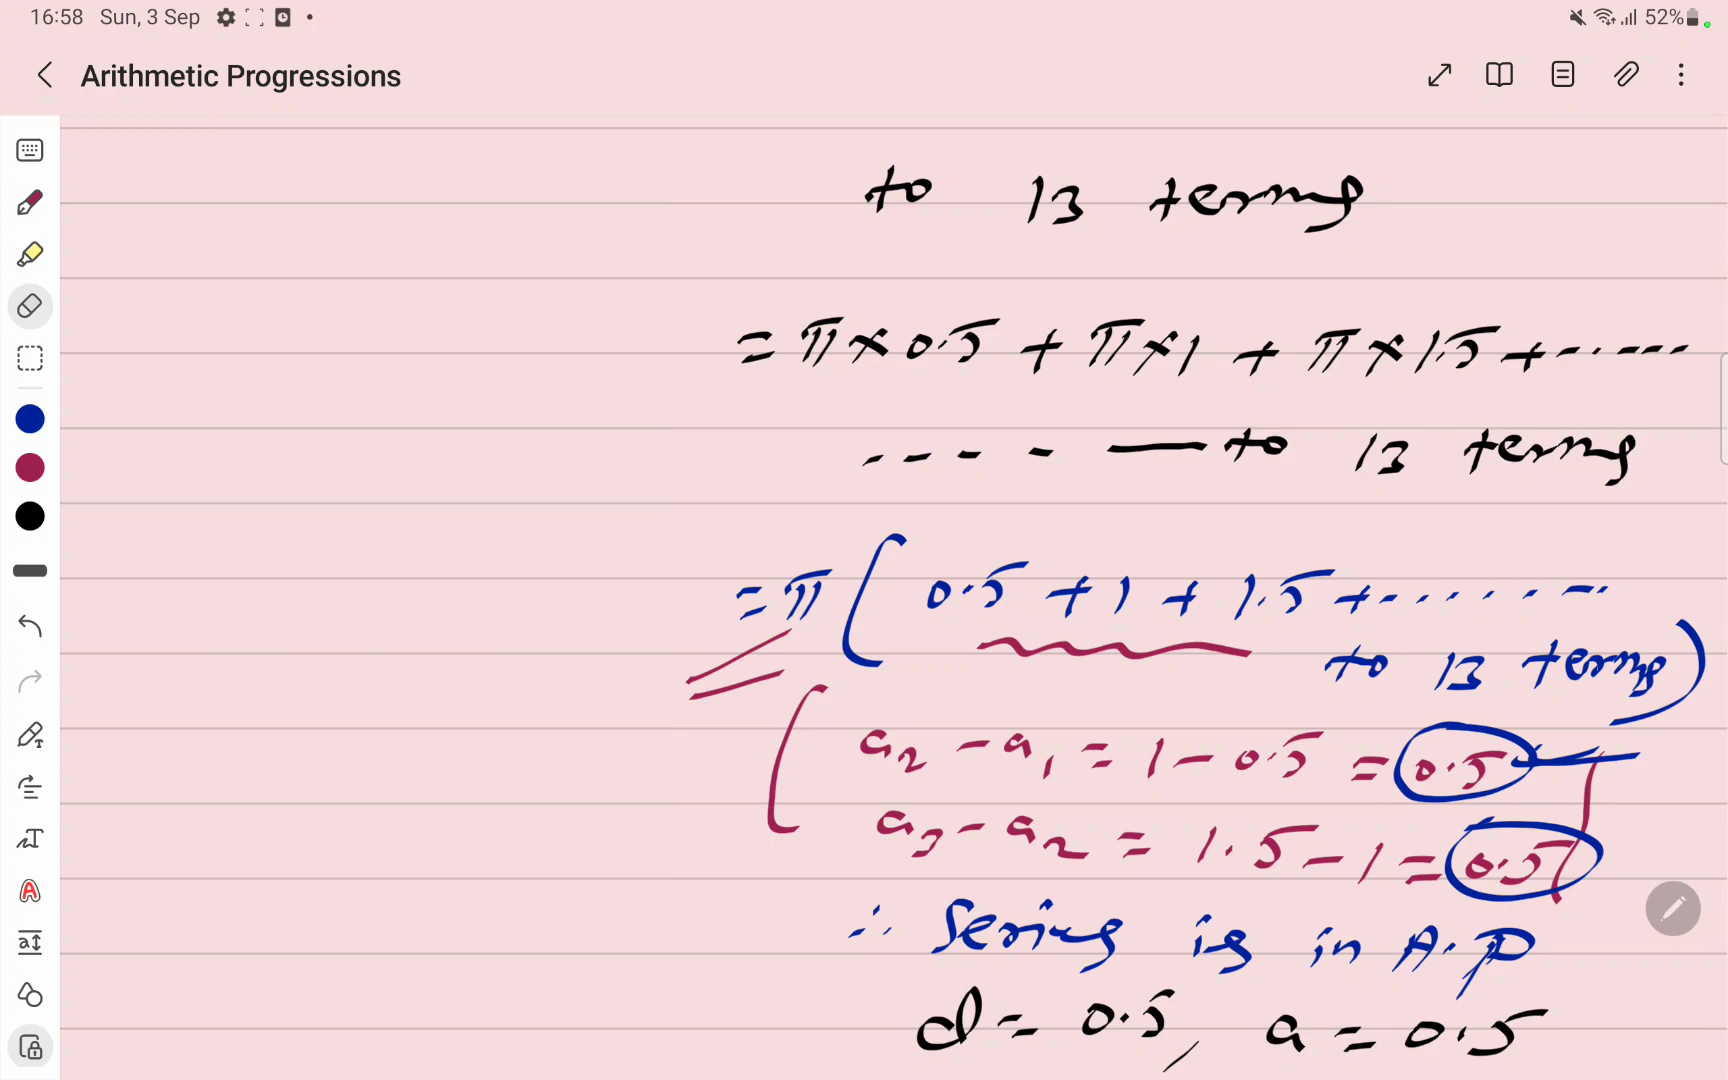 16:58 Sun, 3 Sep 52%
Arithmetic Progressions
to 13 terms
= π×0.5 + π×1 + π×1.5 +------
---- — to 13 terms
= π ( 0.5 + 1 + 1.5 +.......
to 13 terms)
( a₂ - a₁ = 1 - 0.5 = 0.5
a₃ - a₂ = 1.5 - 1 = 0.5 )
∴ Series is in A.P
d = 0.5, a = 0.5